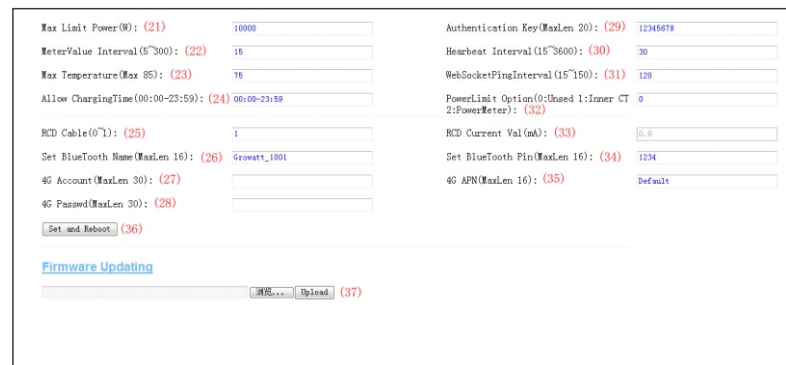 Max Limit Power(W): (21) 10000 Authentication Key(MaxLen 20): (29) 12345678
MeterValue Interval(5~300): (22) 15 Hearbeat Interval(15~3600): (30) 30
Max Temperature(Max 85): (23) 75 WebSocketPingInterval(15~150): (31) 120
Allow ChargingTime(00:00-23:59): (24) 00:00-23:59 PowerLimit Option(0:Unsed 1:Inner CT 0
2:PowerMeter): (32)
RCD Cable(0~1): (25) 1 RCD Current Val(mA): (33) 0.0
Set BlueTooth Name(MaxLen 16): (26) Growatt_1001 Set BlueTooth Pin(MaxLen 16): (34) 1234
4G Account(MaxLen 30): (27) 4G APN(MaxLen 16): (35) Default
4G Passwd(MaxLen 30): (28)
Set and Reboot (36)
Firmware Updating
浏览... Upload (37)